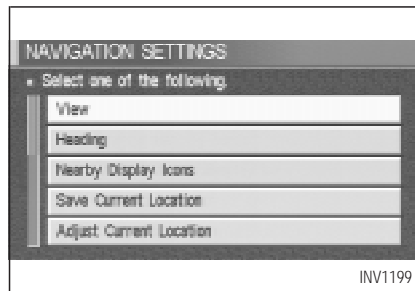 NAVIGATION SETTINGS
Select one of the following.
View
Heading
Nearby Display Icons
Save Current Location
Adjust Current Location
INV1199